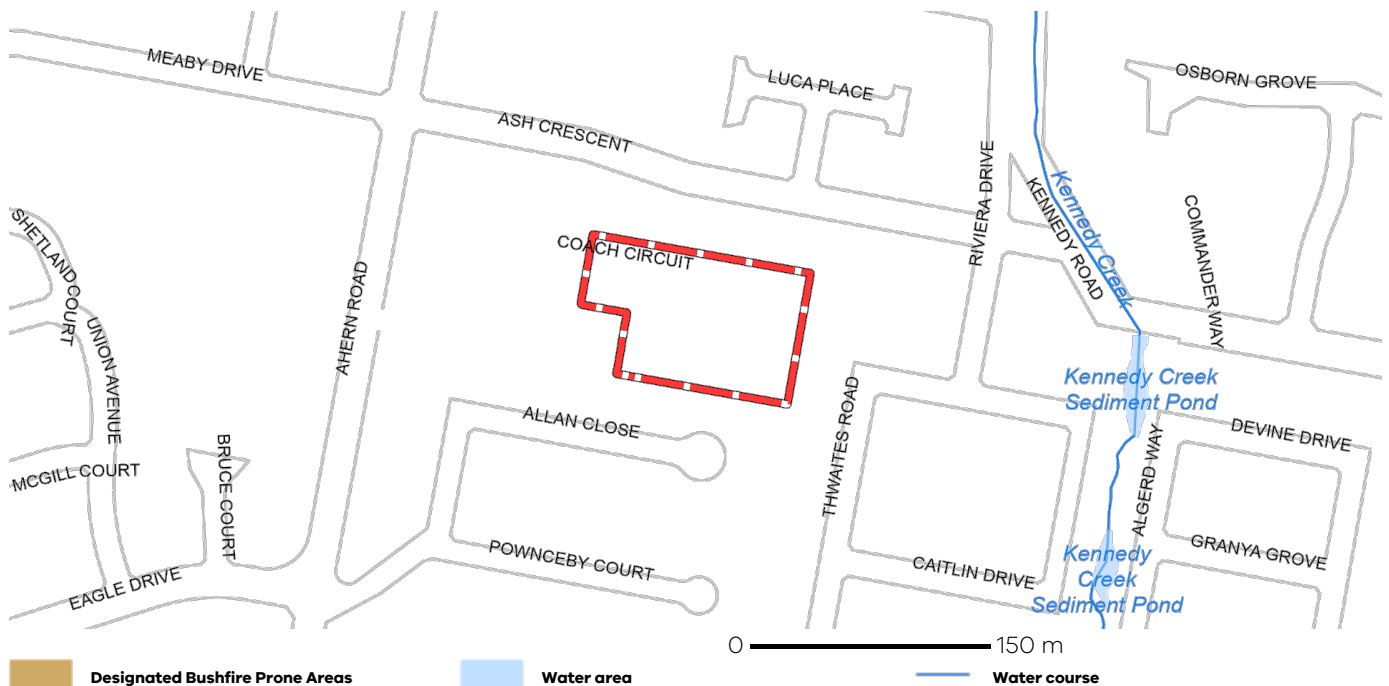 MEABY DRIVE
LUCA PLACE
OSBORN GROVE
ASH CRESCENT
RIVIERA DRIVE
KENNEDY ROAD
Kennedy Creek
COMMANDER WAY
SHETLAND COURT
COACH CIRCUIT
AHERN ROAD
UNION AVENUE
Kennedy Creek
Sediment Pond
THWAITES ROAD
ALLAN CLOSE
DEVINE DRIVE
MCGILL COURT
BRUCE COURT
ALGERD WAY
POWNCEBY COURT
GRANYA GROVE
CAITLIN DRIVE
Kennedy
Creek
Sediment Pond
EAGLE DRIVE
0 150 m
Designated Bushfire Prone Areas
Water area
Water course